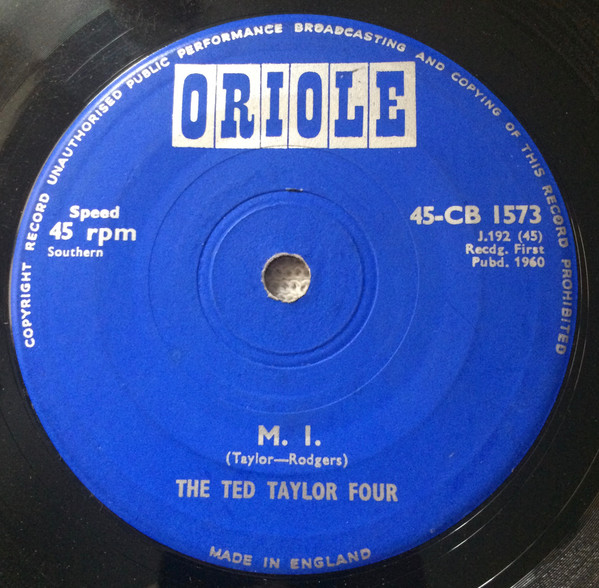 COPYRIGHT RECORD UNAUTHORISED PUBLIC PERFORMANCE BROADCASTING AND COPYING OF THIS RECORD PROHIBITED
ORIOLE
Speed
45 rpm
Southern
45-CB 1573
J.192 (45)
Recdg. First
Pubd. 1960
M. I.
(Taylor—Rodgers)
THE TED TAYLOR FOUR
MADE IN ENGLAND